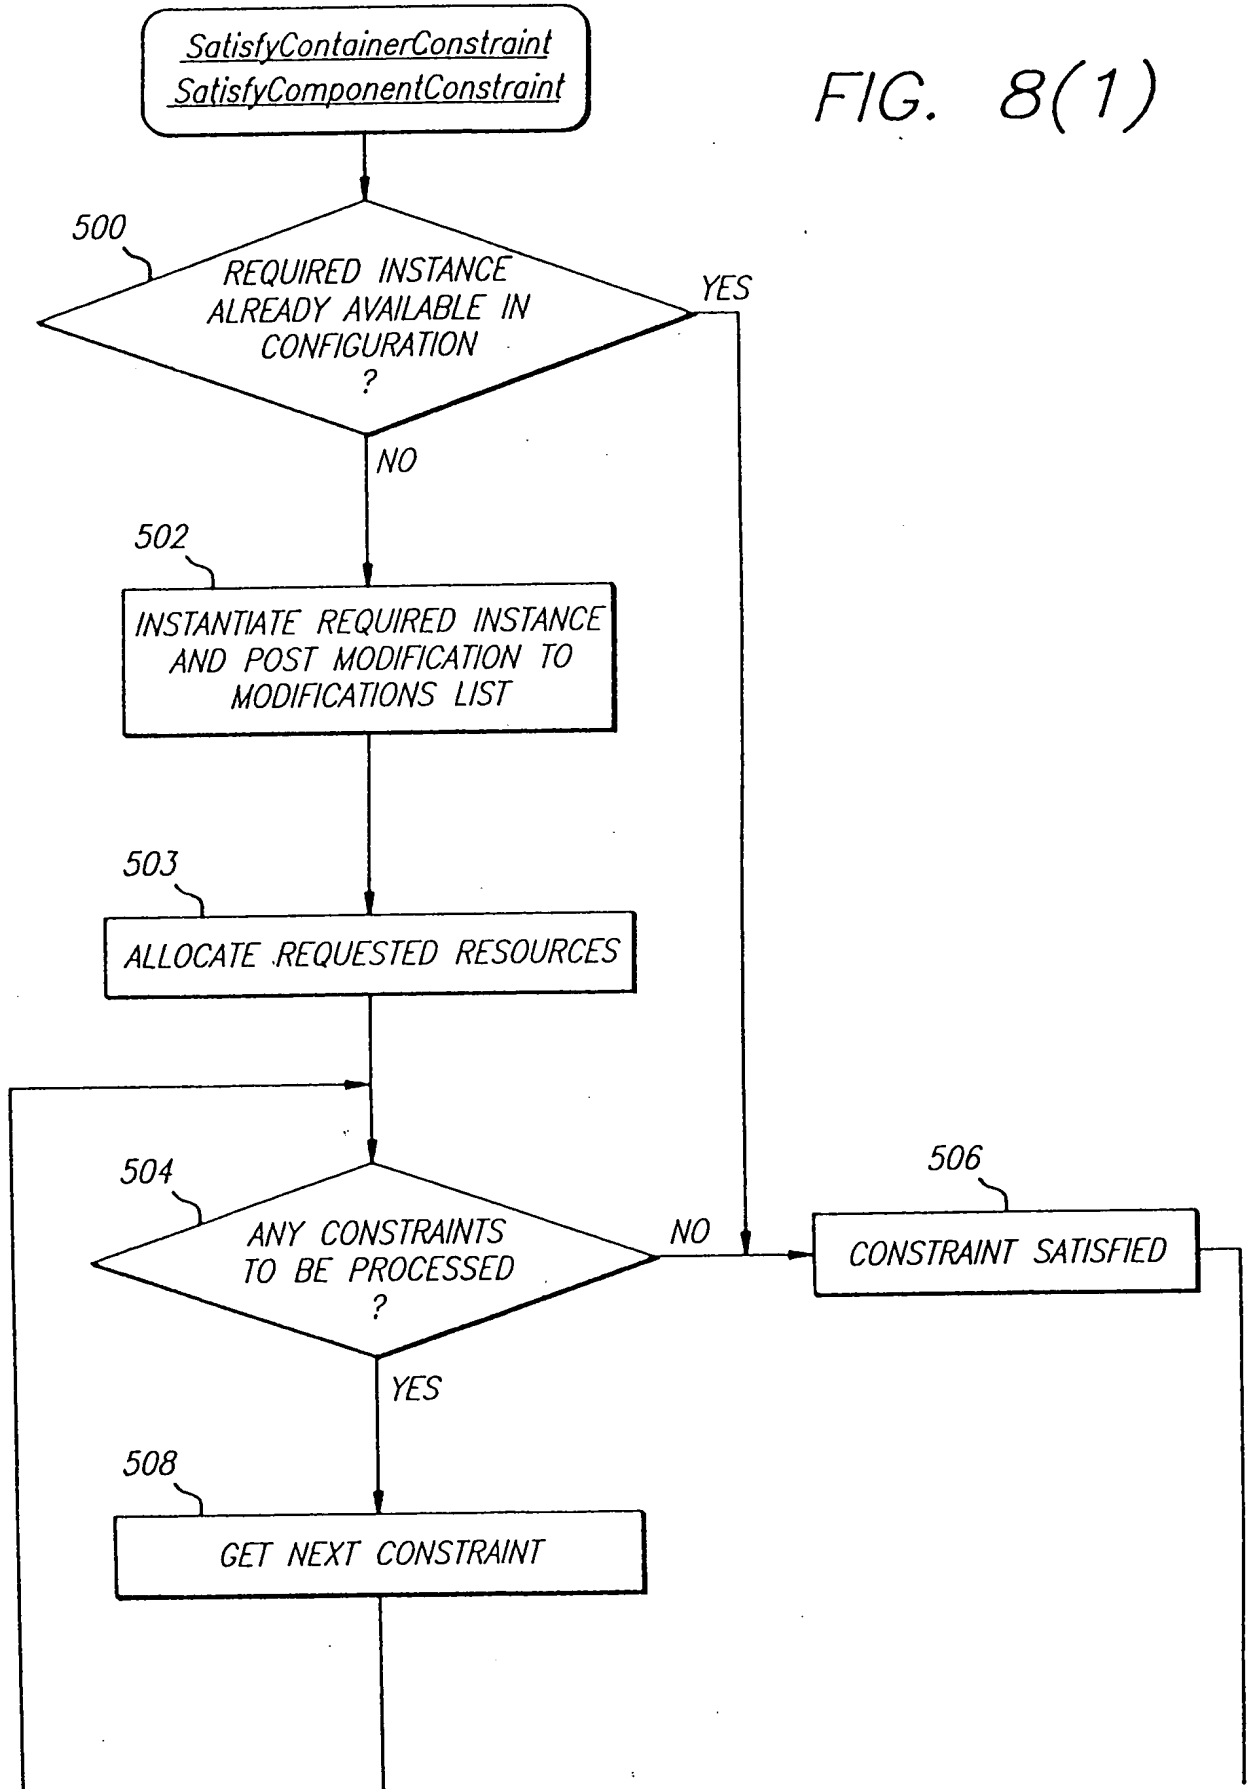 SatisfyContainerConstraint
SatisfyComponentConstraint
FIG. 8(1)
500
REQUIRED INSTANCE
ALREADY AVAILABLE IN
CONFIGURATION
?
YES
NO
502
INSTANTIATE REQUIRED INSTANCE
AND POST MODIFICATION TO
MODIFICATIONS LIST
503
ALLOCATE REQUESTED RESOURCES
504
ANY CONSTRAINTS
TO BE PROCESSED
?
NO
506
CONSTRAINT SATISFIED
YES
508
GET NEXT CONSTRAINT